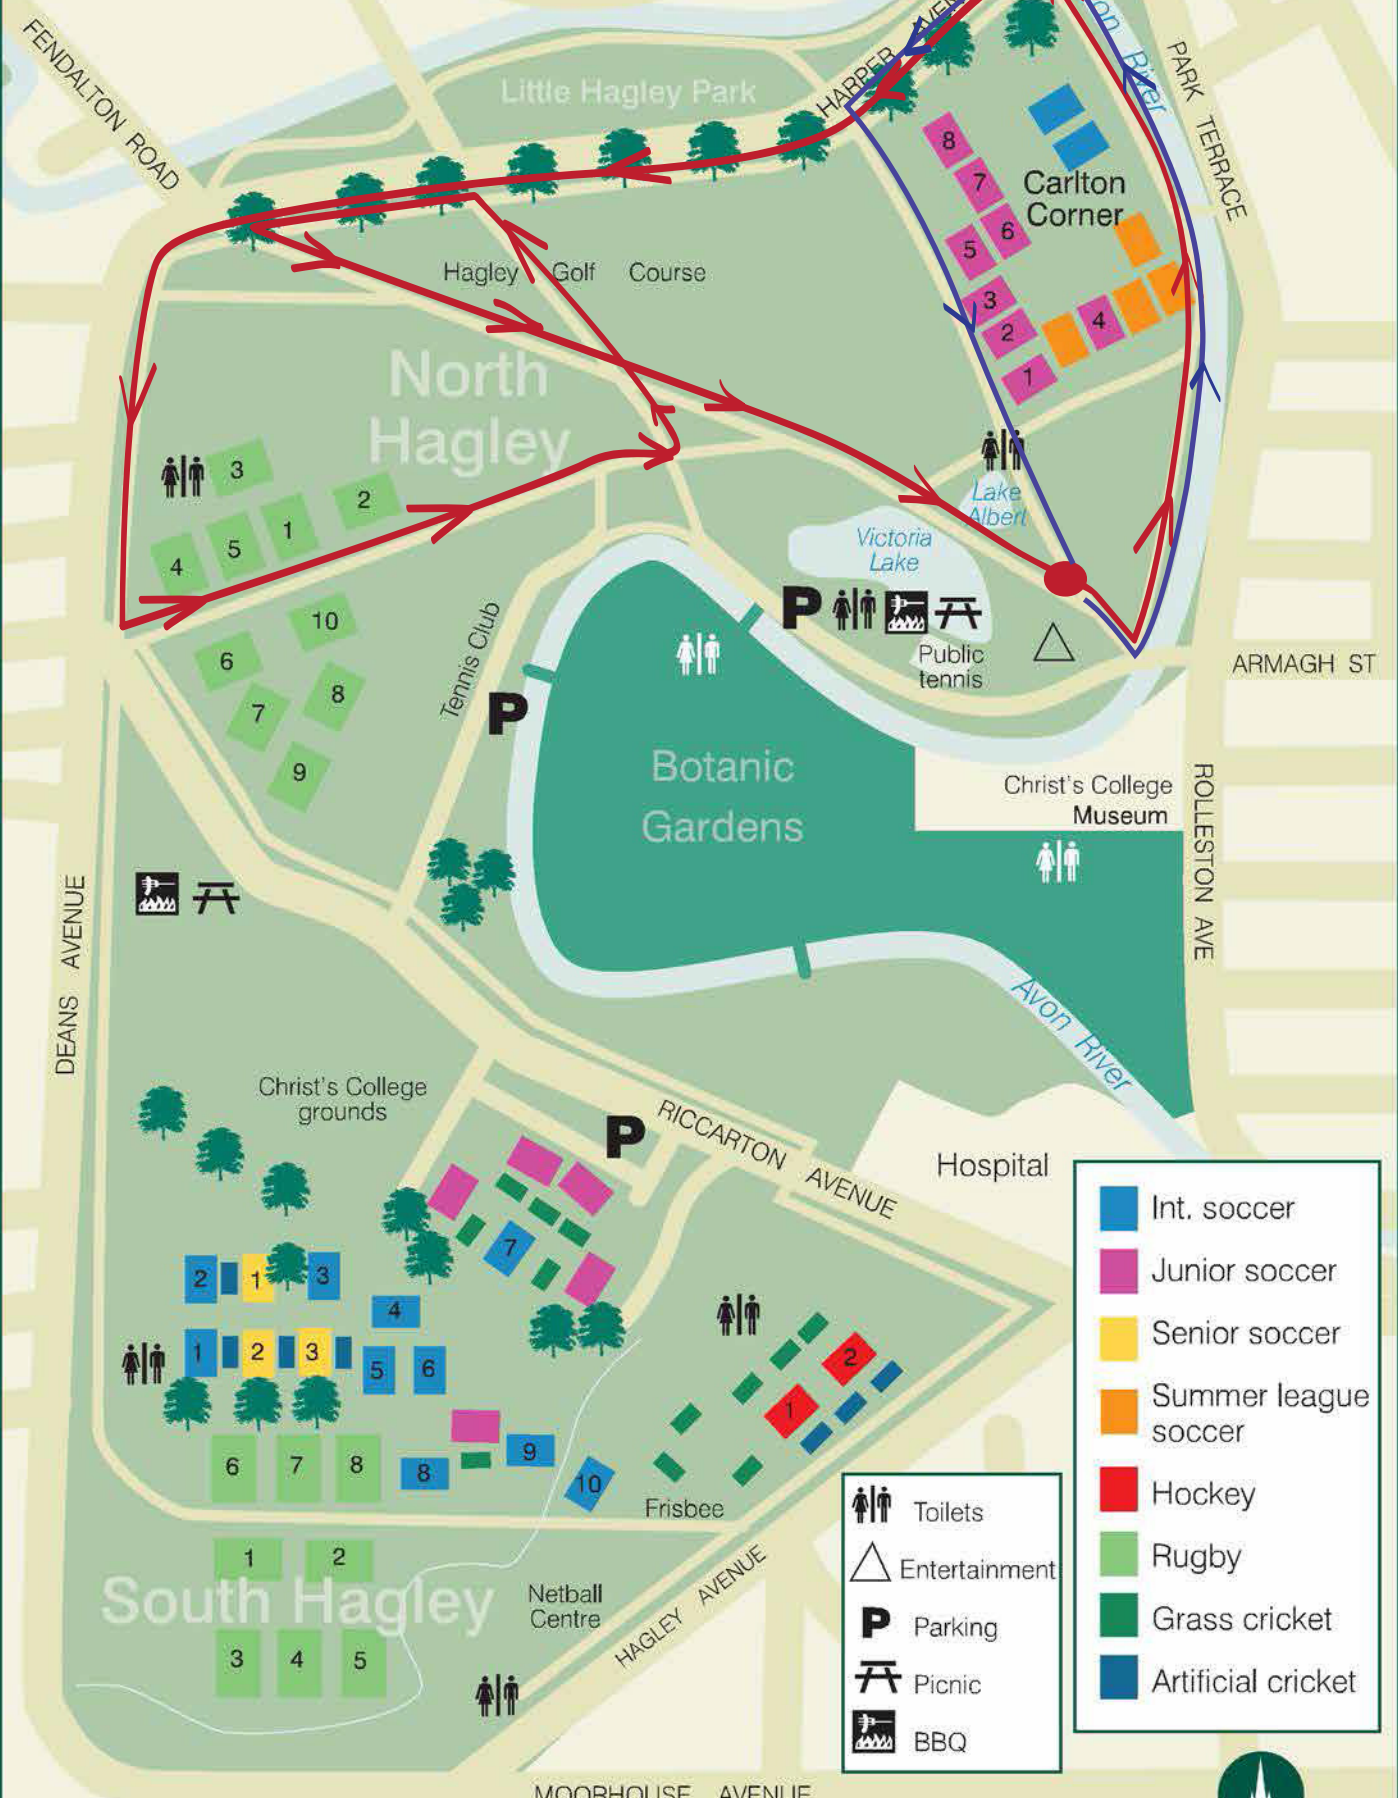 FENDALTON ROAD
Little Hagley Park
HARPER AVEN
on River
PARK TERRACE
8
7
6
5
3
2
4
1
Carlton
Corner
Hagley Golf Course
North
Hagley
3
2
1
5
4
10
6
8
7
9
Lake
Albert
Victoria
Lake
P
Public
tennis
Tennis Club
P
ARMAGH ST
Botanic
Gardens
Christ's College
Museum
ROLLESTON AVE
DEANS AVENUE
Avon River
Christ's College
grounds
P
RICCARTON AVENUE
Hospital
7
2
1
3
4
1
2
3
5
6
2
1
6
7
8
8
9
10
Frisbee
1
2
South Hagley
Netball
Centre
HAGLEY AVENUE
3
4
5
MOORHOUSE AVENUE
Toilets
Entertainment
P Parking
Picnic
BBQ
Int. soccer
Junior soccer
Senior soccer
Summer league
soccer
Hockey
Rugby
Grass cricket
Artificial cricket